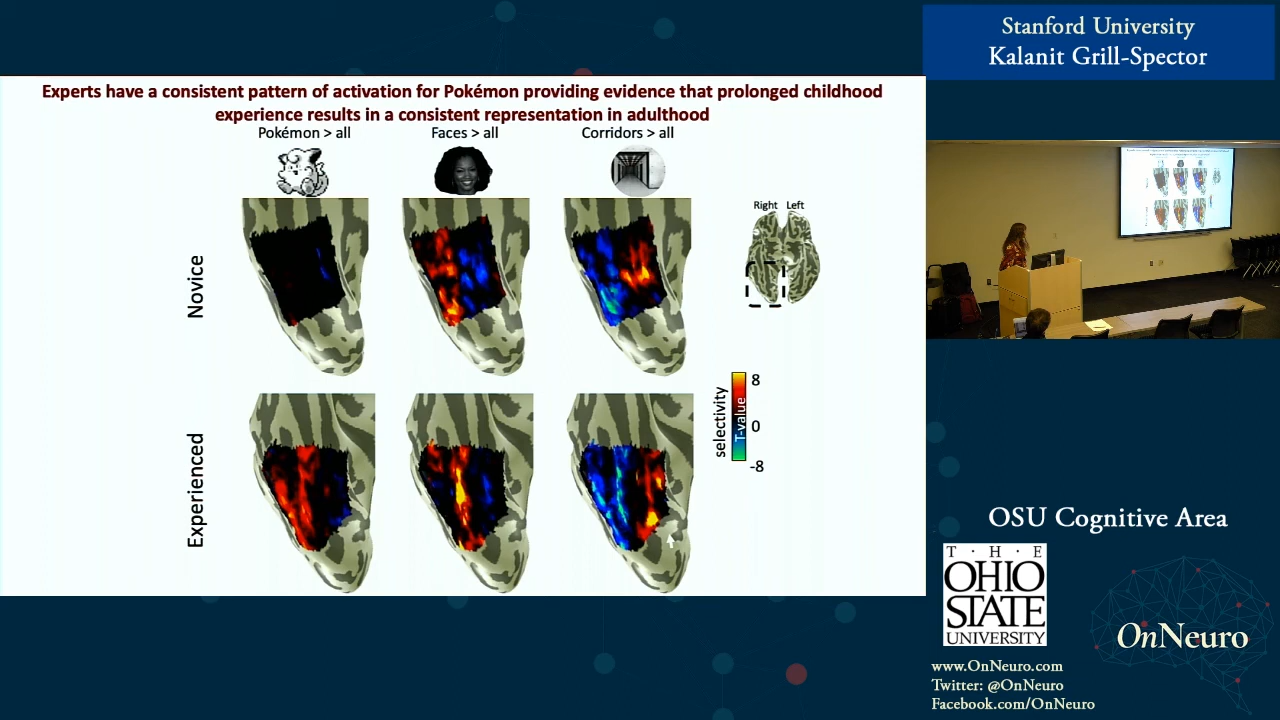 Stanford University
Kalanit Grill-Spector
Experts have a consistent pattern of activation for Pokémon providing evidence that prolonged childhood
experience results in a consistent representation in adulthood
Pokémon > all
Faces > all
Corridors > all
Right Left
Novice
Experienced
selectivity
T-value
8
0
-8
OSU Cognitive Area
T · H · E
OHIO
STATE
UNIVERSITY
OnNeuro
www.OnNeuro.com
Twitter: @OnNeuro
Facebook.com/OnNeuro